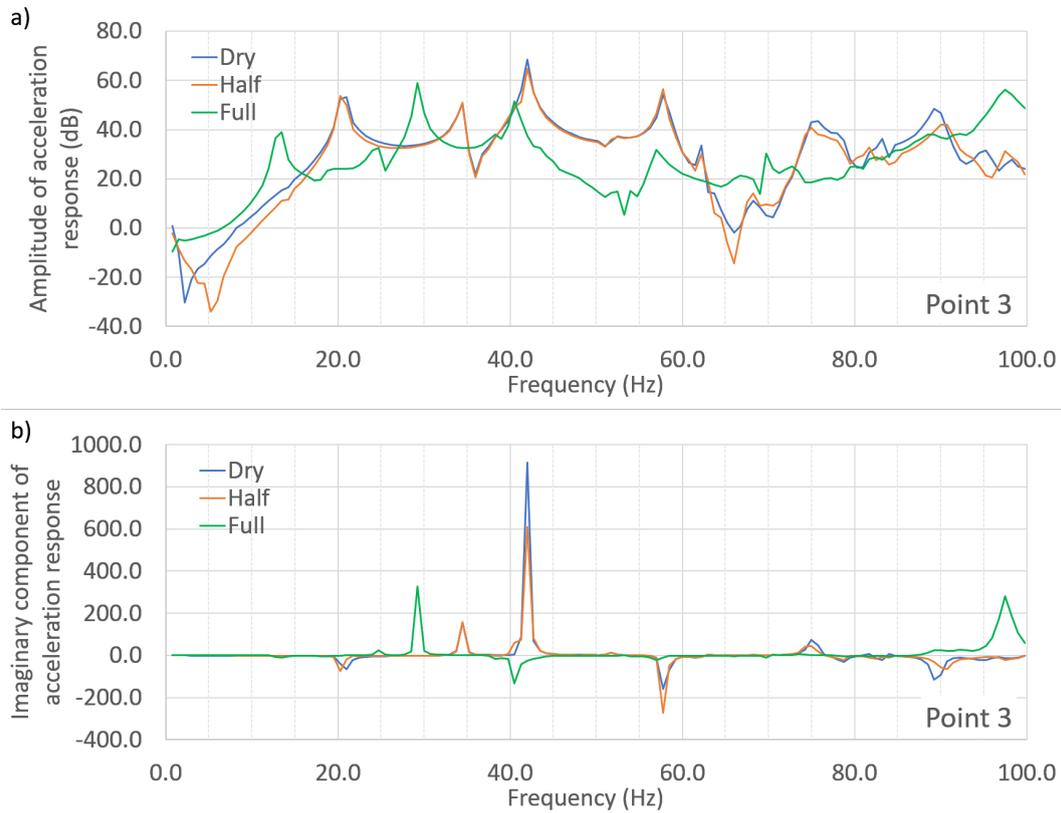 a)
Amplitude of acceleration
response (dB)
80.0
60.0
40.0
20.0
0.0
-20.0
-40.0
Dry
Half
Full
Point 3
0.0 20.0 40.0 60.0 80.0 100.0
Frequency (Hz)
b)
Imaginary component of
acceleration response
1000.0
800.0
600.0
400.0
200.0
0.0
-200.0
-400.0
Dry
Half
Full
Point 3
0.0 20.0 40.0 60.0 80.0 100.0
Frequency (Hz)